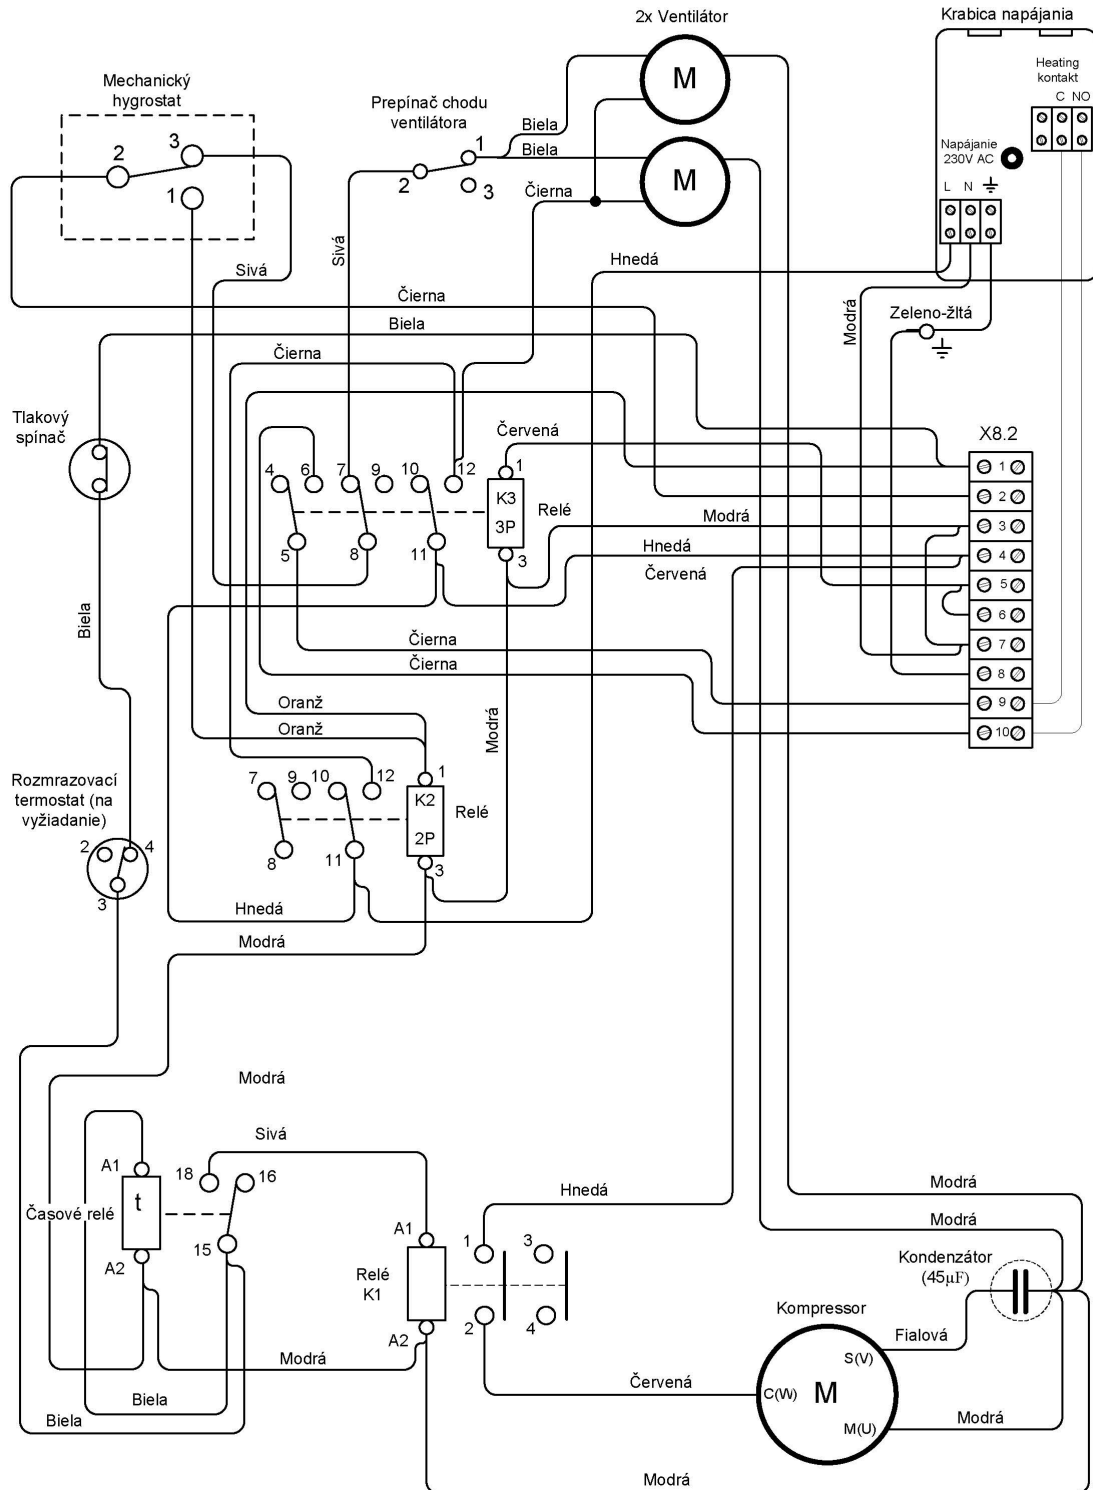 2x Ventilátor
Krabica napájania
Heating
kontakt
C NO
Mechanický
hygrostat
Prepínač chodu
ventilátora
Biela
M
Napájanie
230V AC
3
2
1
1
Biela
2
3
M
L N
Čierna
Sivá
Sivá
Hnedá
Čierna
Modrá
Zeleno-žltá
Biela
Čierna
Tlakový
spínač
Červená
X8.2
4 6 7 9 10 12
1
K3
3P
Relé
3
5 8 11
Modrá
Hnedá
Červená
1
2
3
4
5
6
7
8
9
10
Biela
Čierna
Čierna
Oranž
Oranž
Modrá
Rozmrazovací
termostat (na
vyžiadanie)
7 9 10 12
1
K2
2P
Relé
3
8 11
2 4
3
Hnedá
Modrá
Modrá
Sivá
A1
18 16
t
Časové relé
15
A2
Hnedá
Modrá
Modrá
A1
1 3
Relé
K1
2 4
A2
Kondenzátor
(45µF)
Kompressor
Fialová
S(V)
C(W) M
M(U)
Modrá
Červená
Modrá
Biela
Biela
Modrá